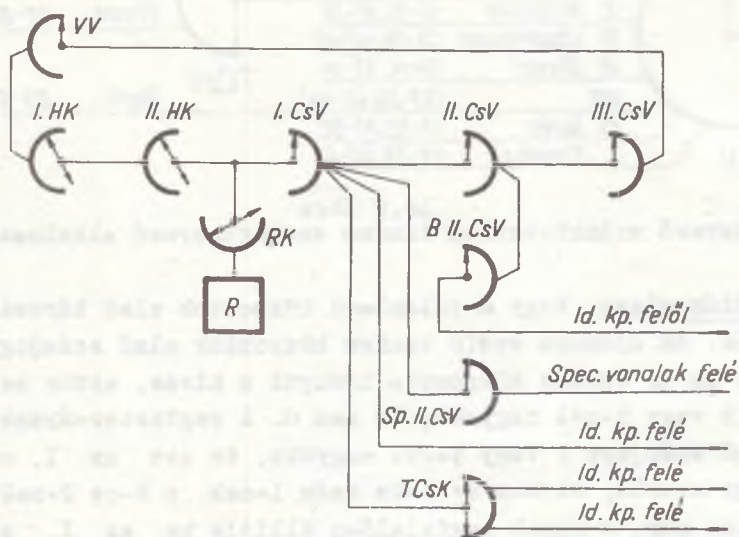 VV
I. HK
II. HK
I. CsV
II. CsV
III. CsV
RK
B II. CsV
R
Id. kp. felől
Spec. vonalak felé
Sp. II. CsV
Id. kp. felé
TCsK
Id. kp. felé
Id. kp. felé